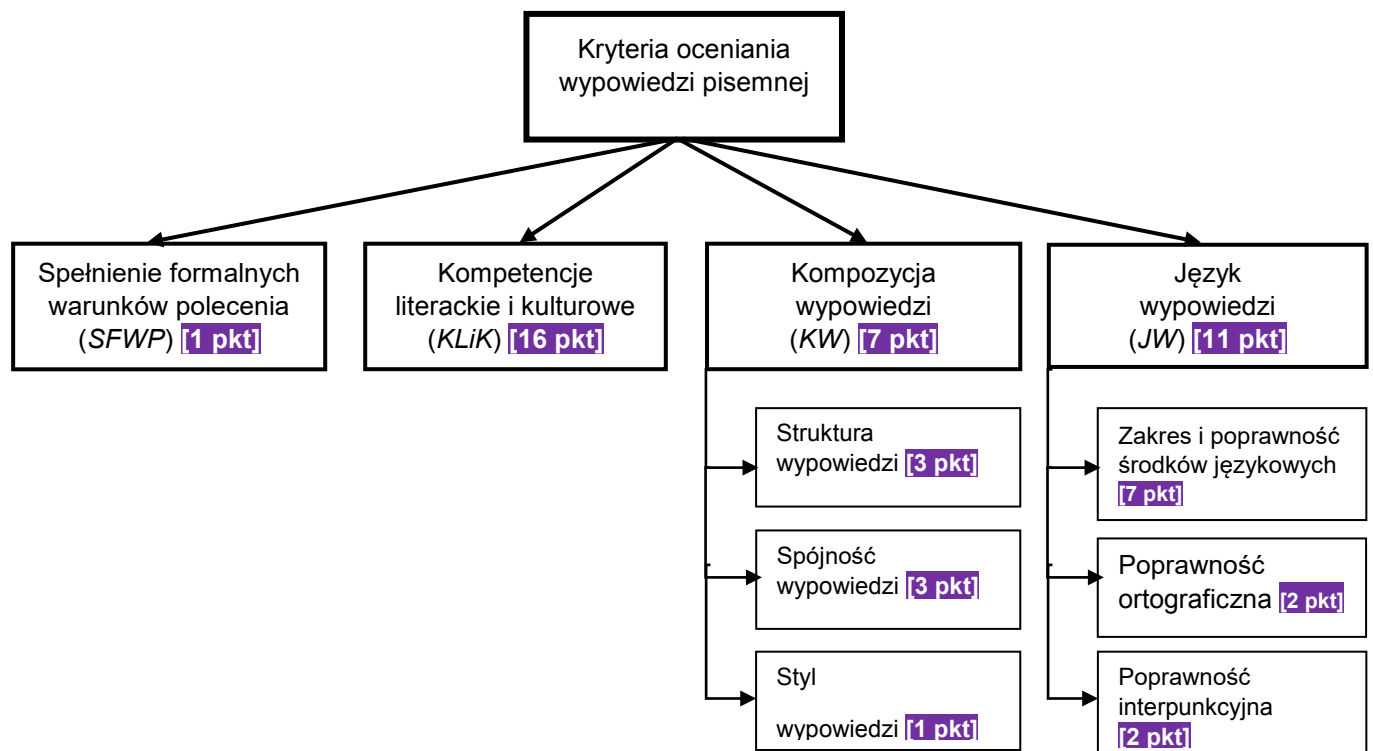 Kryteria oceniania
wypowiedzi pisemnej
Spełnienie formalnych
warunków polecenia
(SFWP) [1 pkt]
Kompetencje
literackie i kulturowe
(KLiK) [16 pkt]
Kompozycja
wypowiedzi
(KW) [7 pkt]
Język
wypowiedzi
(JW) [11 pkt]
Struktura
wypowiedzi [3 pkt]
Spójność
wypowiedzi [3 pkt]
Styl
wypowiedzi [1 pkt]
Zakres i poprawność
środków językowych
[7 pkt]
Poprawność
ortograficzna [2 pkt]
Poprawność
interpunkcyjna
[2 pkt]